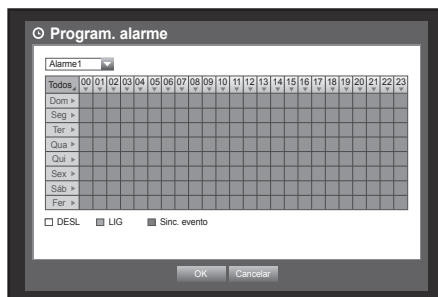 Program. alarme
Alarme1
Todos 00 01 02 03 04 05 06 07 08 09 10 11 12 13 14 15 16 17 18 19 20 21 22 23
Dom
Seg
Ter
Qua
Qui
Sex
Sáb
Fer
DESL LIG Sinc. evento
OK Cancelar